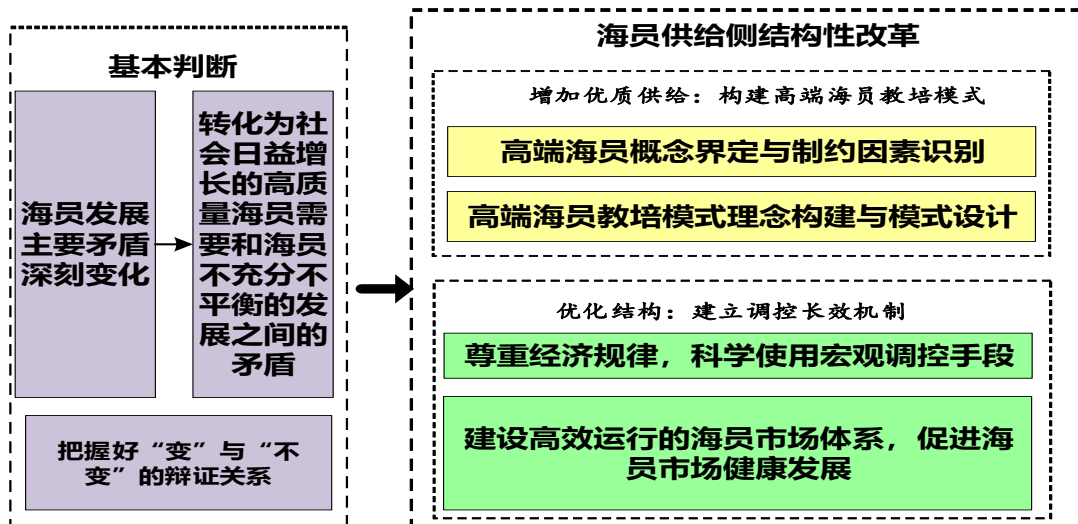 基本判断
海员发展
主要矛盾
深刻变化
转化为社
会日益增
长的高质
量海员需
要和海员
不充分不
平衡的发
展之间的
矛盾
把握好“变”与“不
变”的辩证关系
海员供给侧结构性改革
增加优质供给：构建高端海员教培模式
高端海员概念界定与制约因素识别
高端海员教培模式理念构建与模式设计
优化结构：建立调控长效机制
尊重经济规律，科学使用宏观调控手段
建设高效运行的海员市场体系，促进海
员市场健康发展